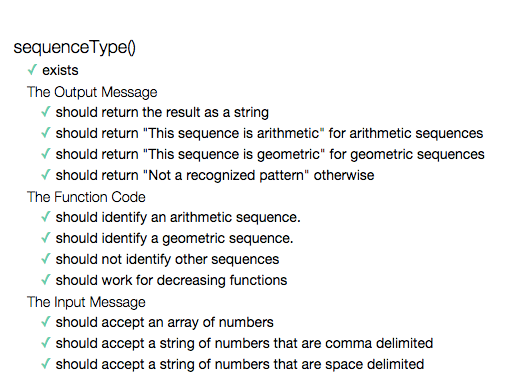 sequenceType()
✓ exists
The Output Message
✓ should return the result as a string
✓ should return "This sequence is arithmetic" for arithmetic sequences
✓ should return "This sequence is geometric" for geometric sequences
✓ should return "Not a recognized pattern" otherwise
The Function Code
✓ should identify an arithmetic sequence.
✓ should identify a geometric sequence.
✓ should not identify other sequences
✓ should work for decreasing functions
The Input Message
✓ should accept an array of numbers
✓ should accept a string of numbers that are comma delimited
✓ should accept a string of numbers that are space delimited